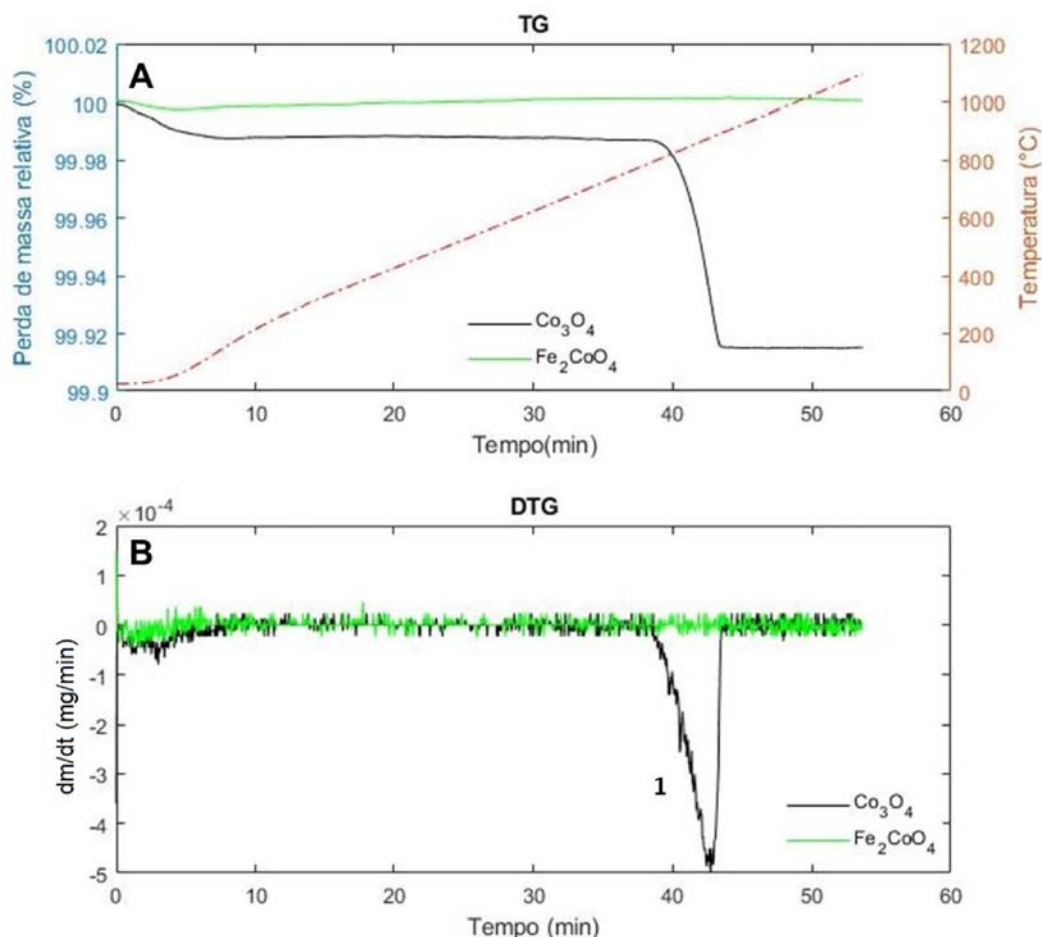 TG
A
Perda de massa relativa (%)
100.02
100
99.98
99.96
99.94
99.92
99.9
1200
1000
800
600
400
200
0
Temperatura (°C)
Co₃O₄
Fe₂CoO₄
0 10 20 30 40 50 60
Tempo(min)
DTG
× 10⁻⁴
B
dm/dt (mg/min)
2
1
0
-1
-2
-3
-4
-5
1
Co₃O₄
Fe₂CoO₄
0 10 20 30 40 50 60
Tempo (min)